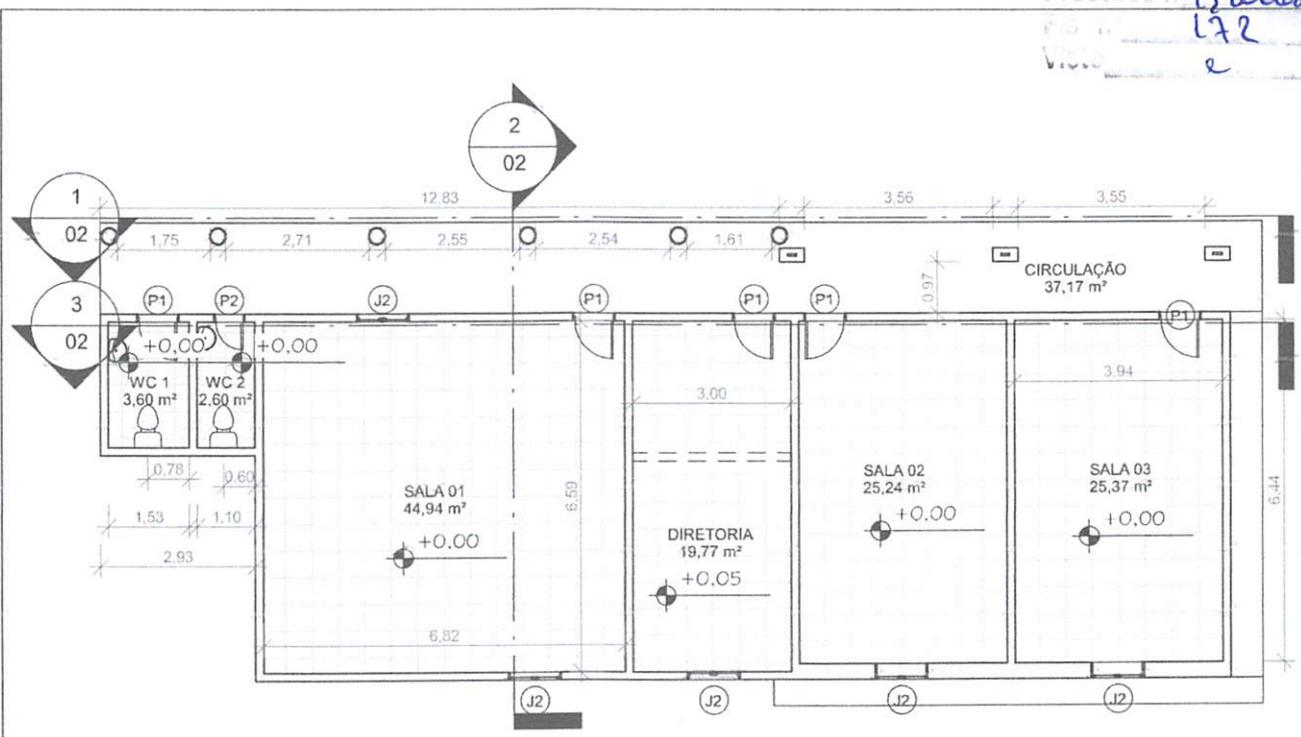 172
2
02
1
02
12,83
3,56
3,55
1,75
2,71
2,55
2,54
1,61
CIRCULAÇÃO
37,17 m²
0,97
3
02
P1
P2
J2
P1
P1
P1
P1
+0,00
+0,00
WC 1
3,60 m²
WC 2
2,60 m²
3,00
3,94
0,78
0,60
1,53
1,10
2,93
SALA 01
44,94 m²
+0,00
6,59
DIRETORIA
19,77 m²
+0,05
SALA 02
25,24 m²
+0,00
SALA 03
25,37 m²
+0,00
6,44
6,82
J2
J2
J2
J2